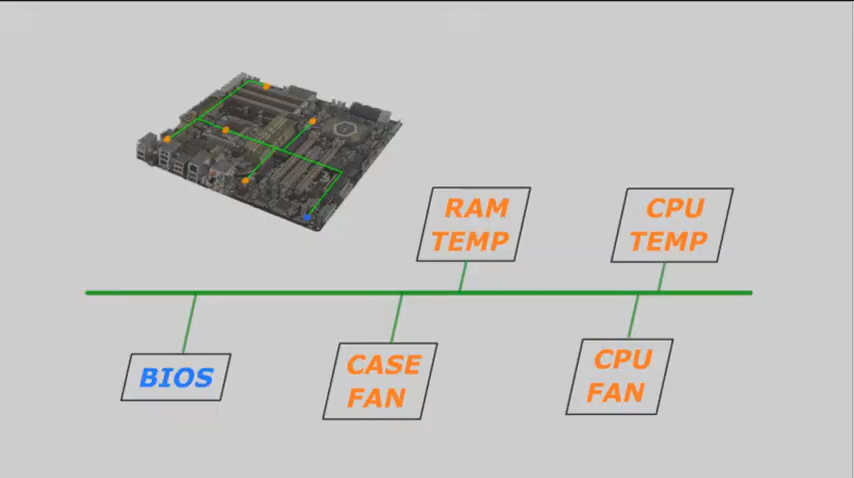 RAM
TEMP
CPU
TEMP
BIOS
CASE
FAN
CPU
FAN